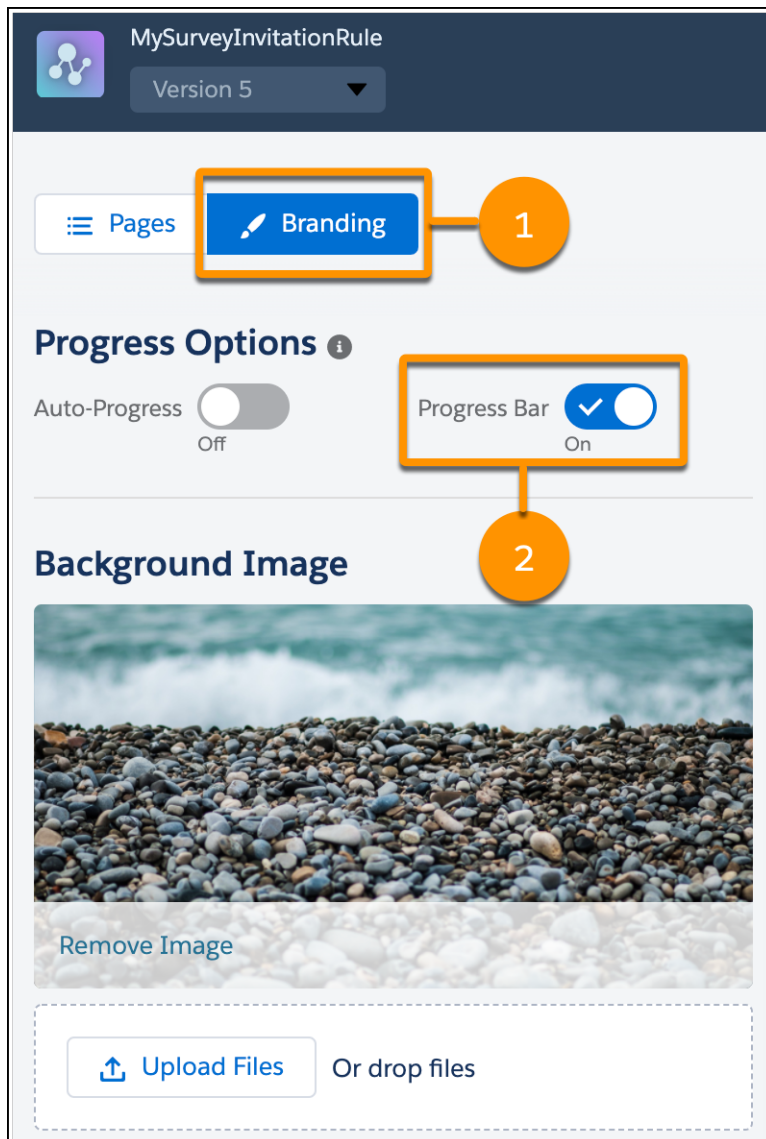 MySurveyInvitationRule
Version 5
Pages
Branding
1
Progress Options
Auto-Progress
Off
Progress Bar
On
2
Background Image
Remove Image
Upload Files Or drop files